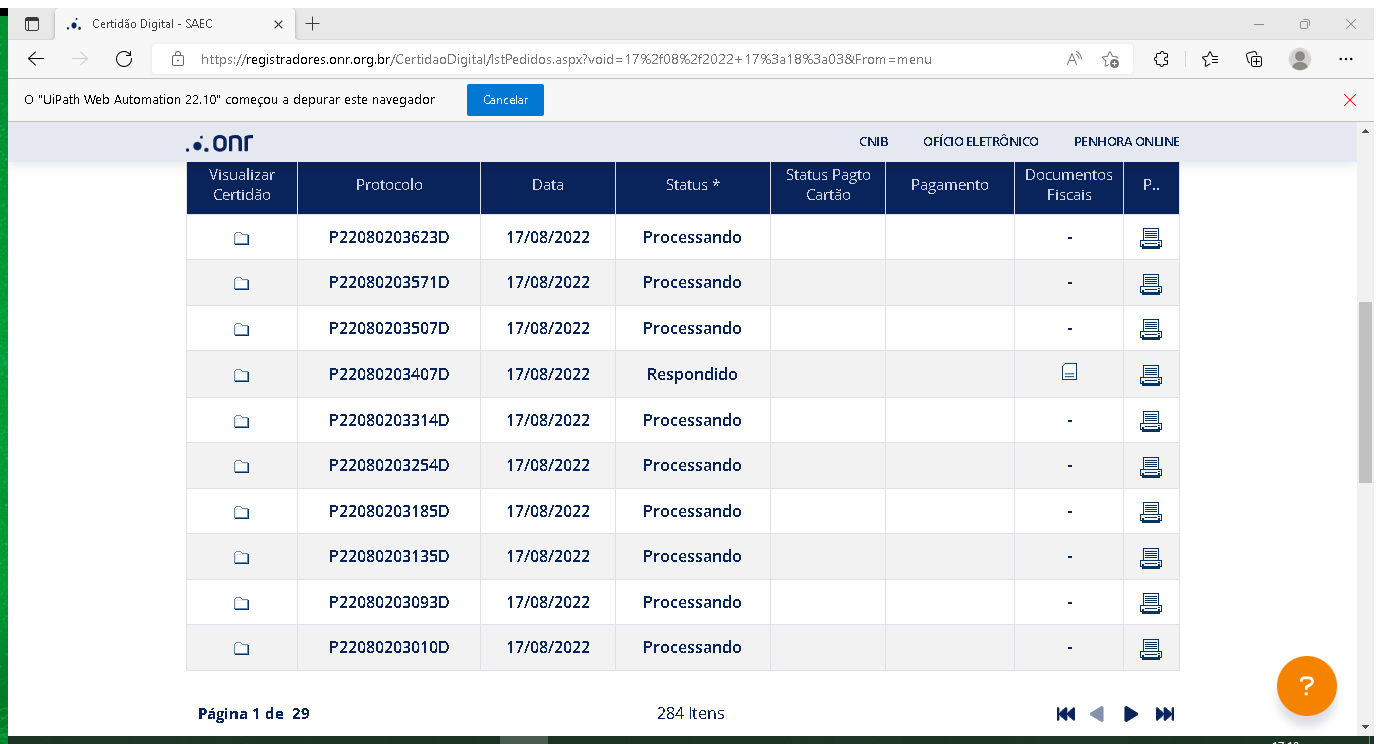 Certidão Digital - SAEC
https://registradores.onr.org.br/CertidaoDigital/lstPedidos.aspx?void=17%2f08%2f2022+17%3a18%3a03&From=menu
O "UiPath Web Automation 22.10" começou a depurar este navegador Cancelar
onr CNIB OFÍCIO ELETRÔNICO PENHORA ONLINE
Visualizar Certidão Protocolo Data Status * Status Pagto Cartão Pagamento Documentos Fiscais P..
P22080203623D 17/08/2022 Processando -
P22080203571D 17/08/2022 Processando -
P22080203507D 17/08/2022 Processando -
P22080203407D 17/08/2022 Respondido
P22080203314D 17/08/2022 Processando -
P22080203254D 17/08/2022 Processando -
P22080203185D 17/08/2022 Processando -
P22080203135D 17/08/2022 Processando -
P22080203093D 17/08/2022 Processando -
P22080203010D 17/08/2022 Processando -
?
Página 1 de 29 284 Itens